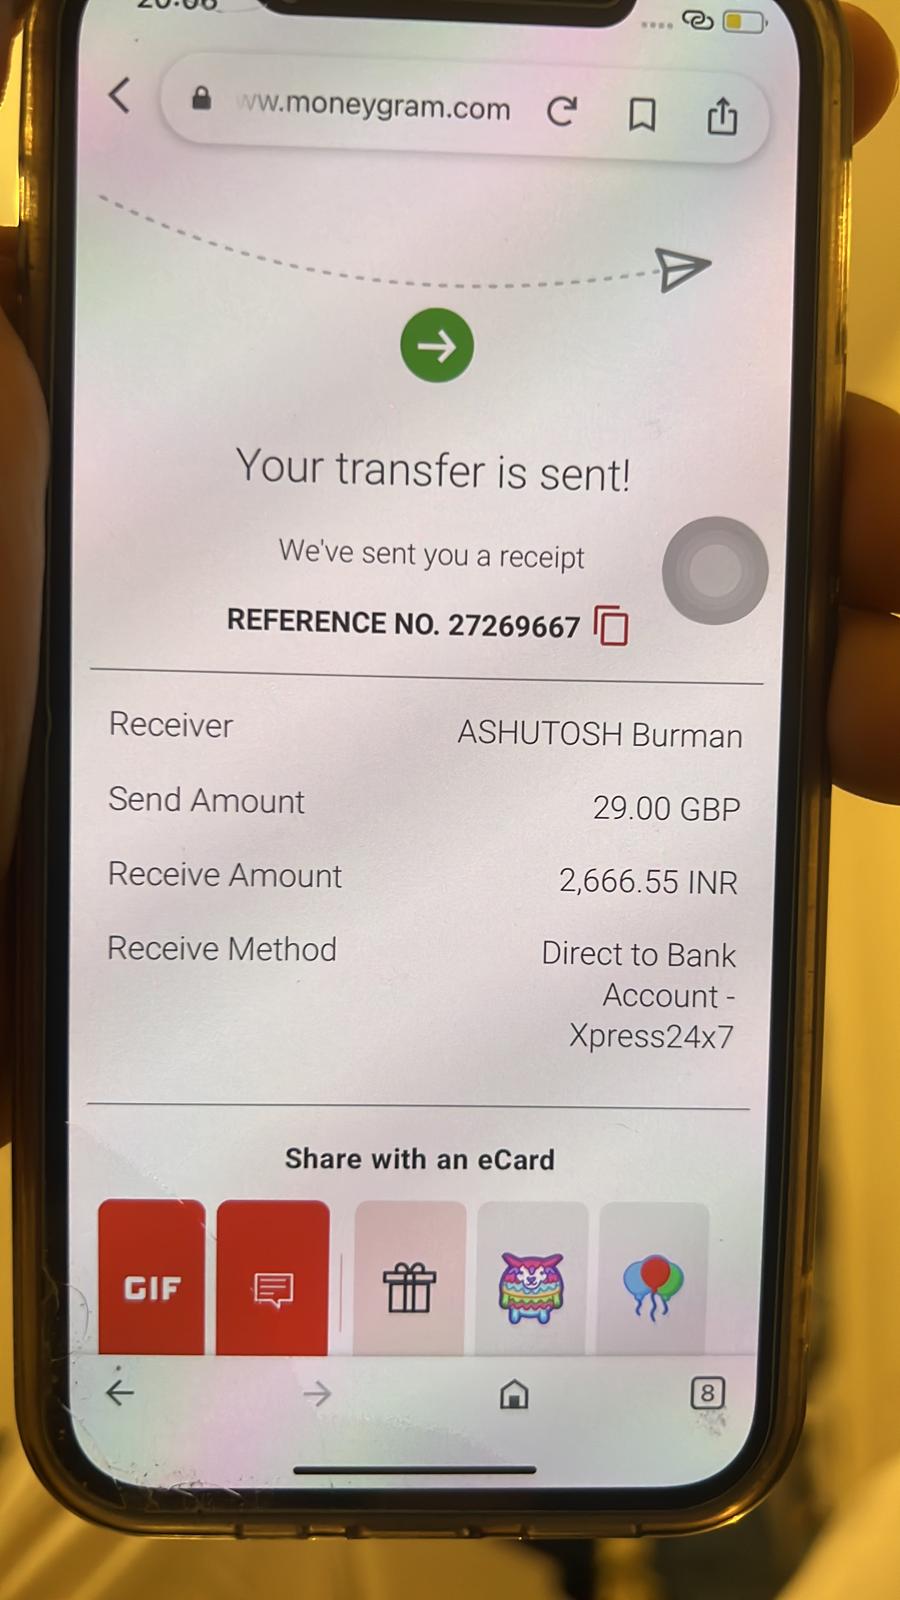 www.moneygram.com
Your transfer is sent!
We've sent you a receipt
REFERENCE NO. 27269667
Receiver ASHUTOSH Burman
Send Amount 29.00 GBP
Receive Amount 2,666.55 INR
Receive Method Direct to Bank
Account -
Xpress24x7
Share with an eCard
GIF
8